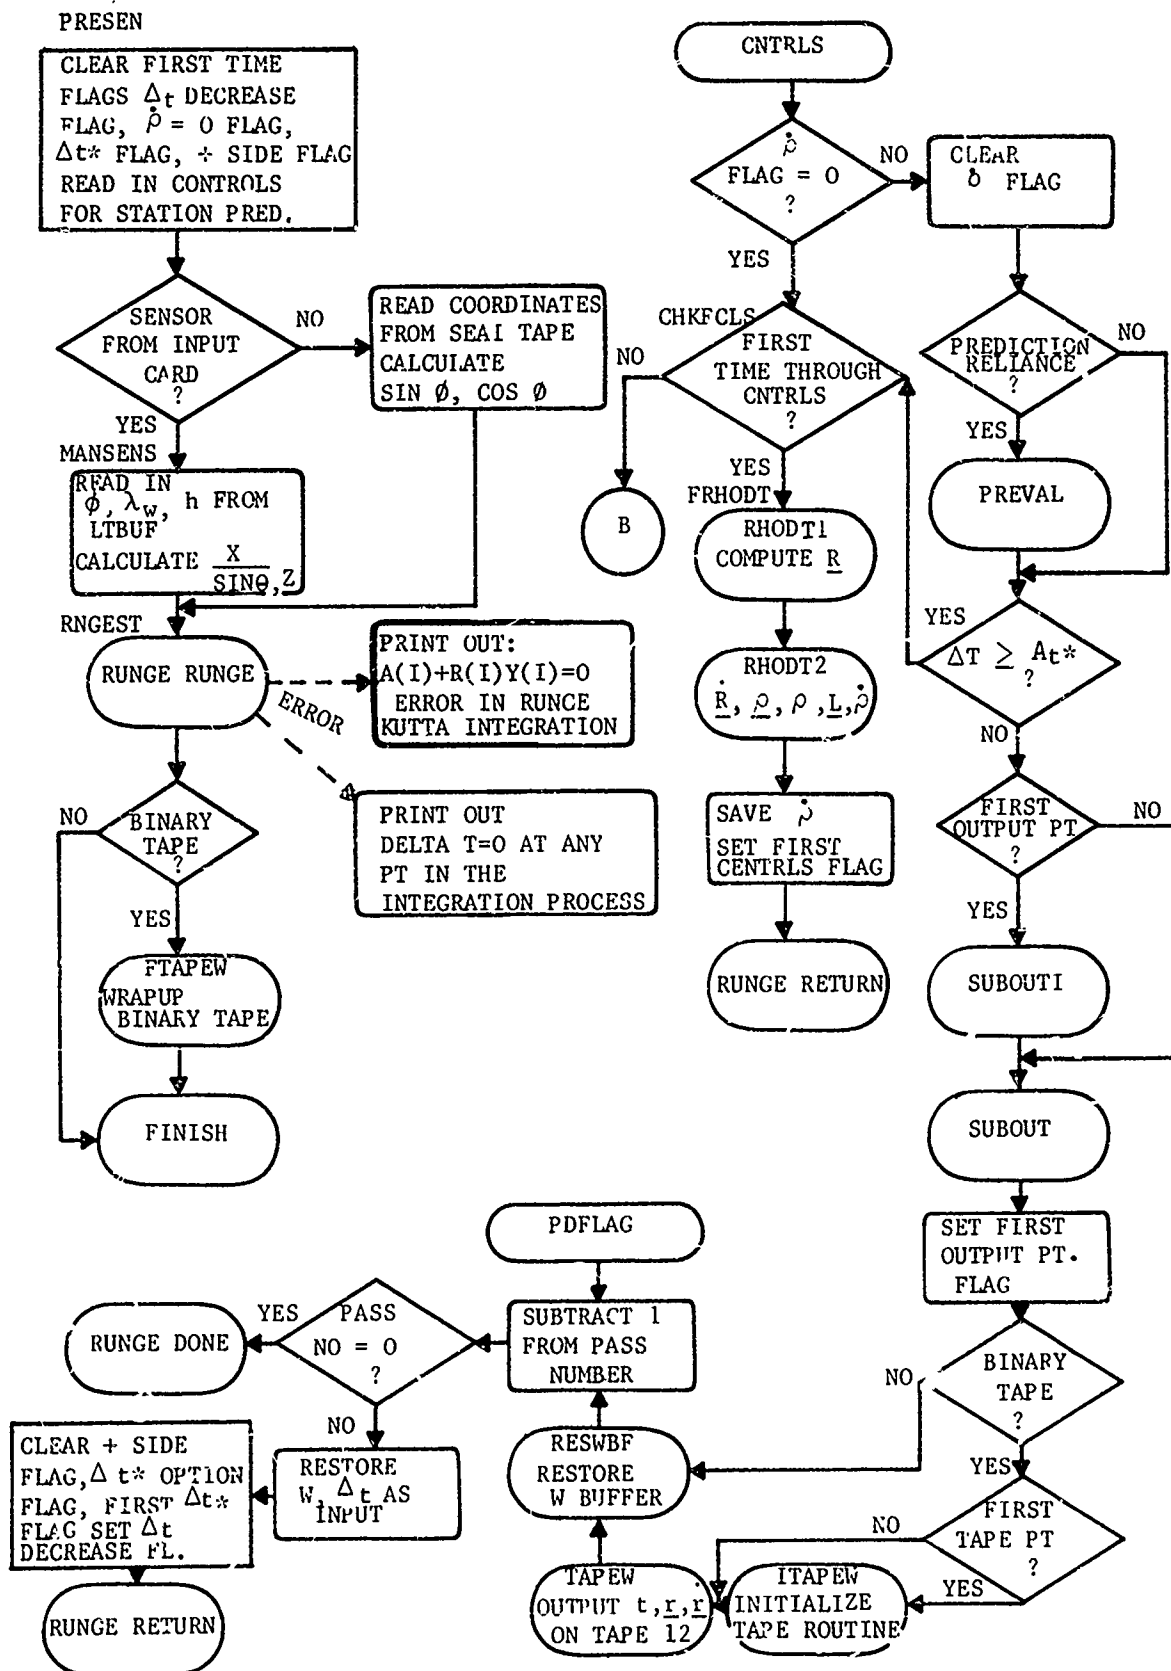 PRESEN
CLEAR FIRST TIME
FLAGS Δt DECREASE
FLAG, ρ̇ = 0 FLAG,
Δt* FLAG, + SIDE FLAG
READ IN CONTROLS
FOR STATION PRED.
SENSOR
FROM INPUT
CARD
?
NO
YES
READ COORDINATES
FROM SEAI TAPE
CALCULATE
SIN ϕ, COS ϕ
MANSENS
READ IN
ϕ, λw, h FROM
LTBUF
CALCULATE X/SINθ, Z
RNGEST
RUNGE RUNGE
ERROR
PRINT OUT:
A(I)+R(I)Y(I)=0
ERROR IN RUNCE
KUTTA INTEGRATION
PRINT OUT
DELTA T=0 AT ANY
PT IN THE
INTEGRATION PROCESS
NO
BINARY
TAPE
?
YES
FTAPEW
WRAPUP
BINARY TAPE
FINISH
CNTRLS
ρ̇
FLAG = 0
?
NO
YES
CLEAR
ρ̇ FLAG
CHKFCLS
FIRST
TIME THROUGH
CNTRLS
?
NO
B
YES
FRHODT
RHODT1
COMPUTE R
RHODT2
Ṙ, ρ, ρ, L, ρ̇
SAVE ρ̇
SET FIRST
CENTRLS FLAG
RUNGE RETURN
PREDICTION
RELIANCE
?
NO
YES
PREVAL
YES
ΔT ≥ At*
?
NO
FIRST
OUTPUT PT
?
NO
YES
SUBOUTI
SUBOUT
SET FIRST
OUTPUT PT.
FLAG
BINARY
TAPE
?
NO
YES
FIRST
TAPE PT
?
NO
YES
ITAPEW
INITIALIZE
TAPE ROUTINE
TAPEW
OUTPUT t, r, ṙ
ON TAPE 12
RESWBF
RESTORE
W BUFFER
PDFLAG
SUBTRACT 1
FROM PASS
NUMBER
PASS
NO = 0
?
YES
RUNGE DONE
NO
RESTORE
W, Δt AS
INPUT
CLEAR + SIDE
FLAG, Δt* OPTION
FLAG, FIRST Δt*
FLAG SET Δt
DECREASE FL.
RUNGE RETURN